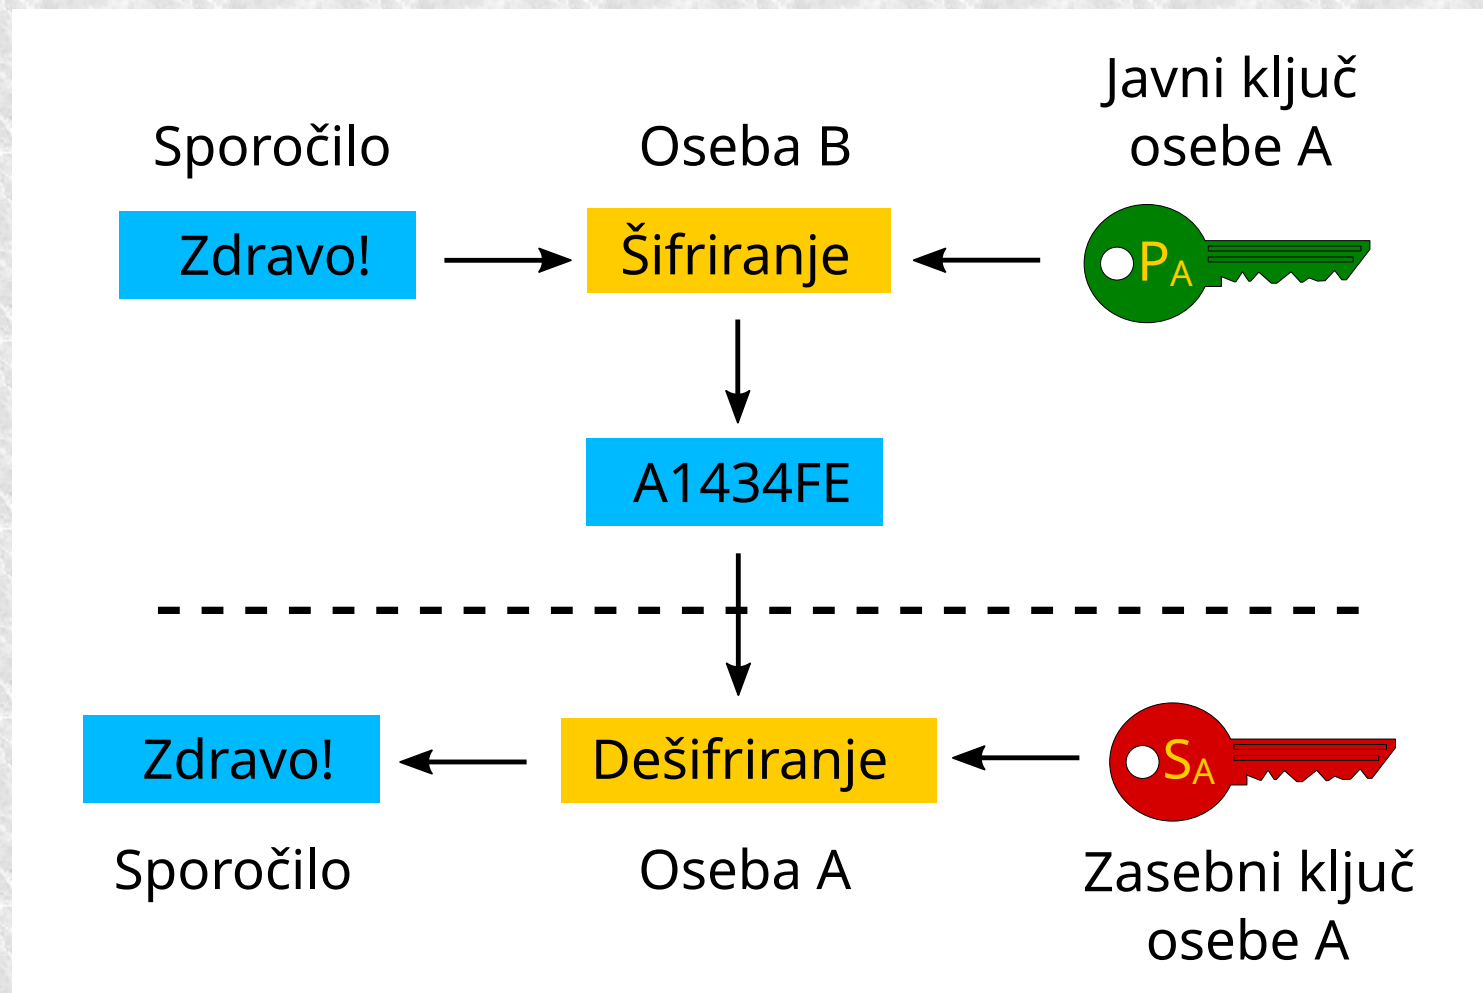 Sporočilo
Oseba B
Javni ključ
osebe A
Zdravo!
Šifriranje
PA
A1434FE
Zdravo!
Dešifriranje
SA
Sporočilo
Oseba A
Zasebni ključ
osebe A